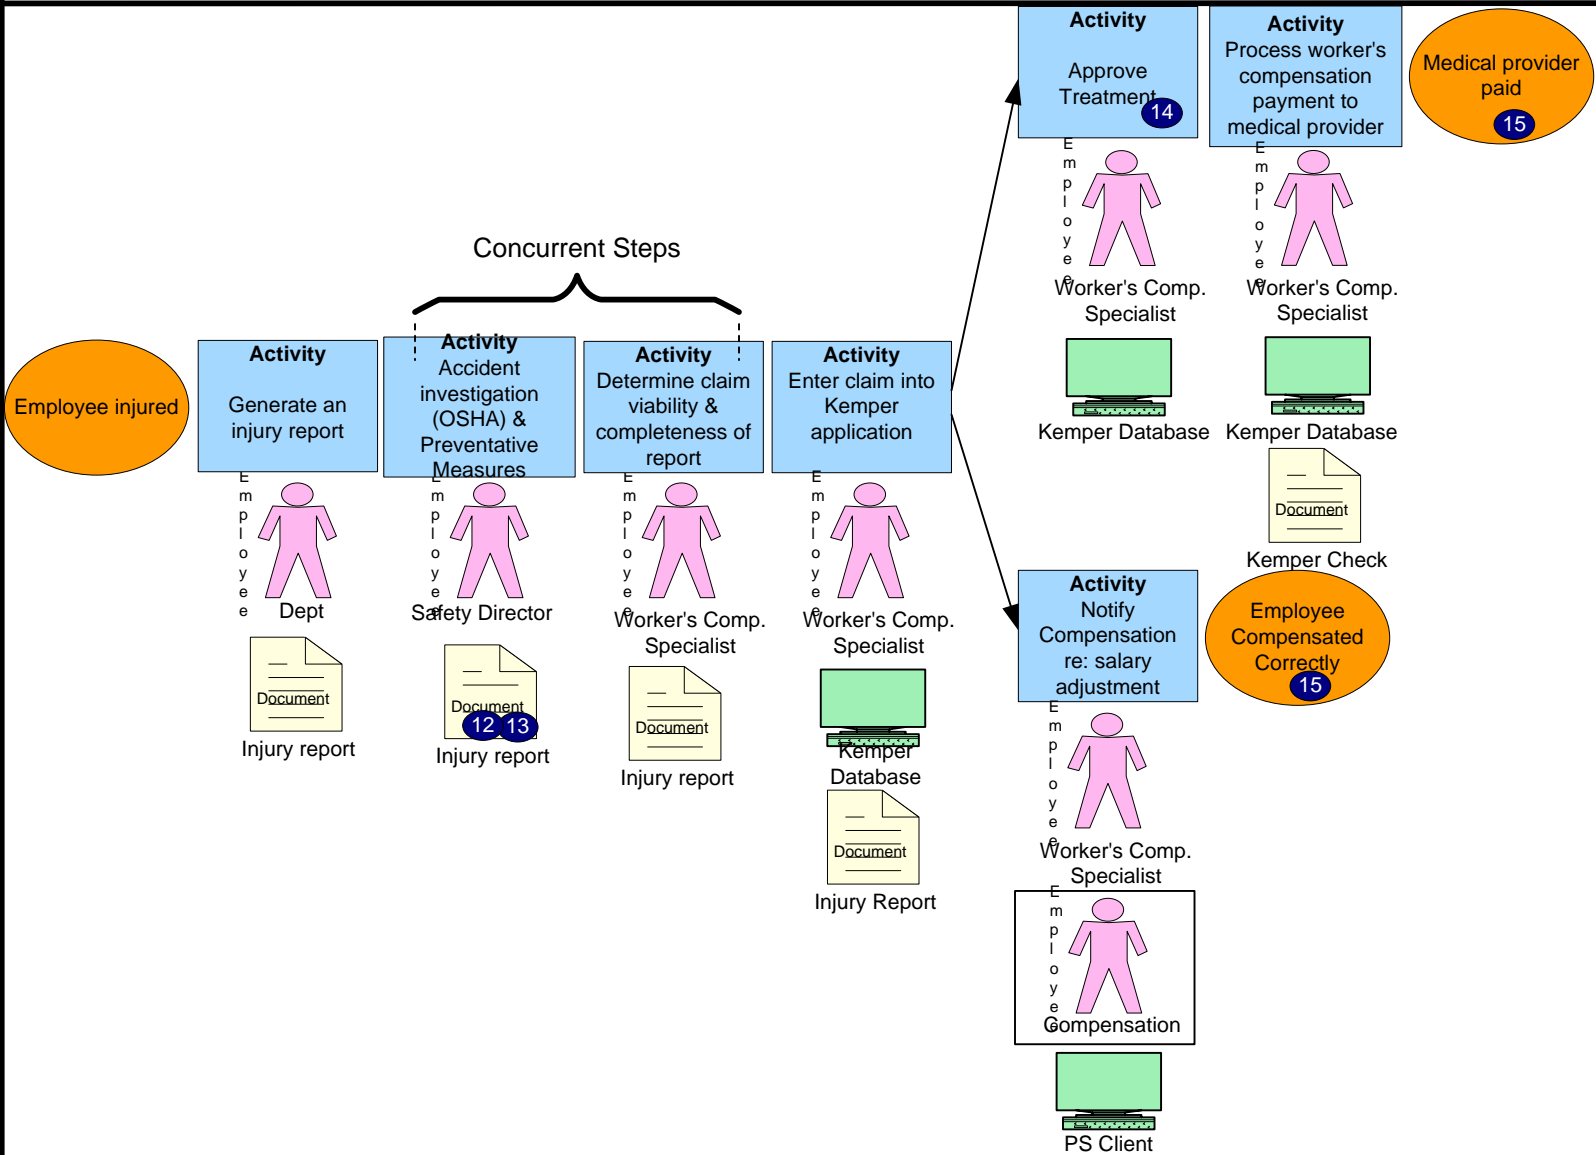 Activity
Approve
Treatment
14
Employee
Worker's Comp.
Specialist
Kemper Database
Activity
Process worker's
compensation
payment to
medical provider
Employee
Worker's Comp.
Specialist
Kemper Database
Document
Kemper Check
Medical provider
paid
15
Concurrent Steps
Employee injured
Activity
Generate an
injury report
Employee
Dept
Document
Injury report
Activity
Accident
investigation
(OSHA) &
Preventative
Measures
Employee
Safety Director
Document
12
13
Injury report
Activity
Determine claim
viability &
completeness of
report
Employee
Worker's Comp.
Specialist
Document
Injury report
Activity
Enter claim into
Kemper
application
Employee
Worker's Comp.
Specialist
Kemper
Database
Document
Injury Report
Activity
Notify
Compensation
re: salary
adjustment
Employee
Worker's Comp.
Specialist
Employee
Compensation
PS Client
Employee
Compensated
Correctly
15